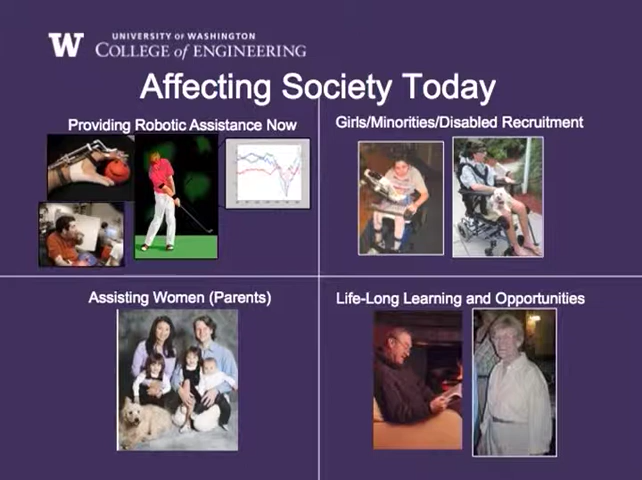 W
UNIVERSITY OF WASHINGTON
COLLEGE of ENGINEERING
Affecting Society Today
Providing Robotic Assistance Now
Girls/Minorities/Disabled Recruitment
Assisting Women (Parents)
Life-Long Learning and Opportunities